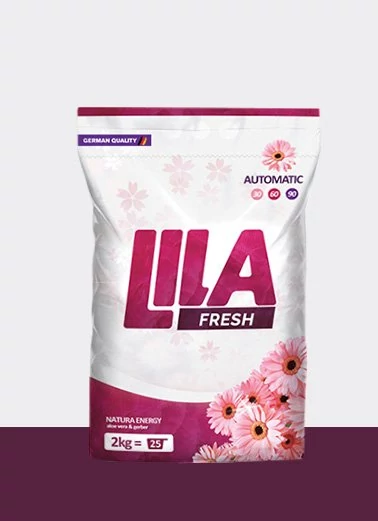 GERMAN QUALITY
AUTOMATIC
30 60 90
LILA
FRESH
NATURA ENERGY
aloe vera & gerber
2kg = 25